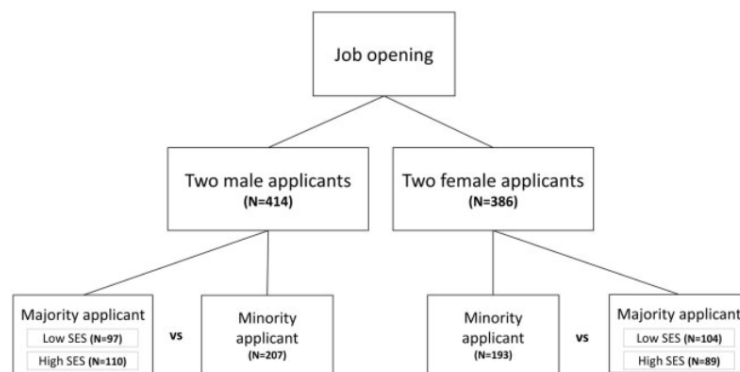 Job opening
Two male applicants
(N=414)
Two female applicants
(N=386)
Majority applicant
Low SES (N=97)
High SES (N=110)
vs
Minority
applicant
(N=207)
Minority
applicant
(N=193)
vs
Majority applicant
Low SES (N=104)
High SES (N=89)